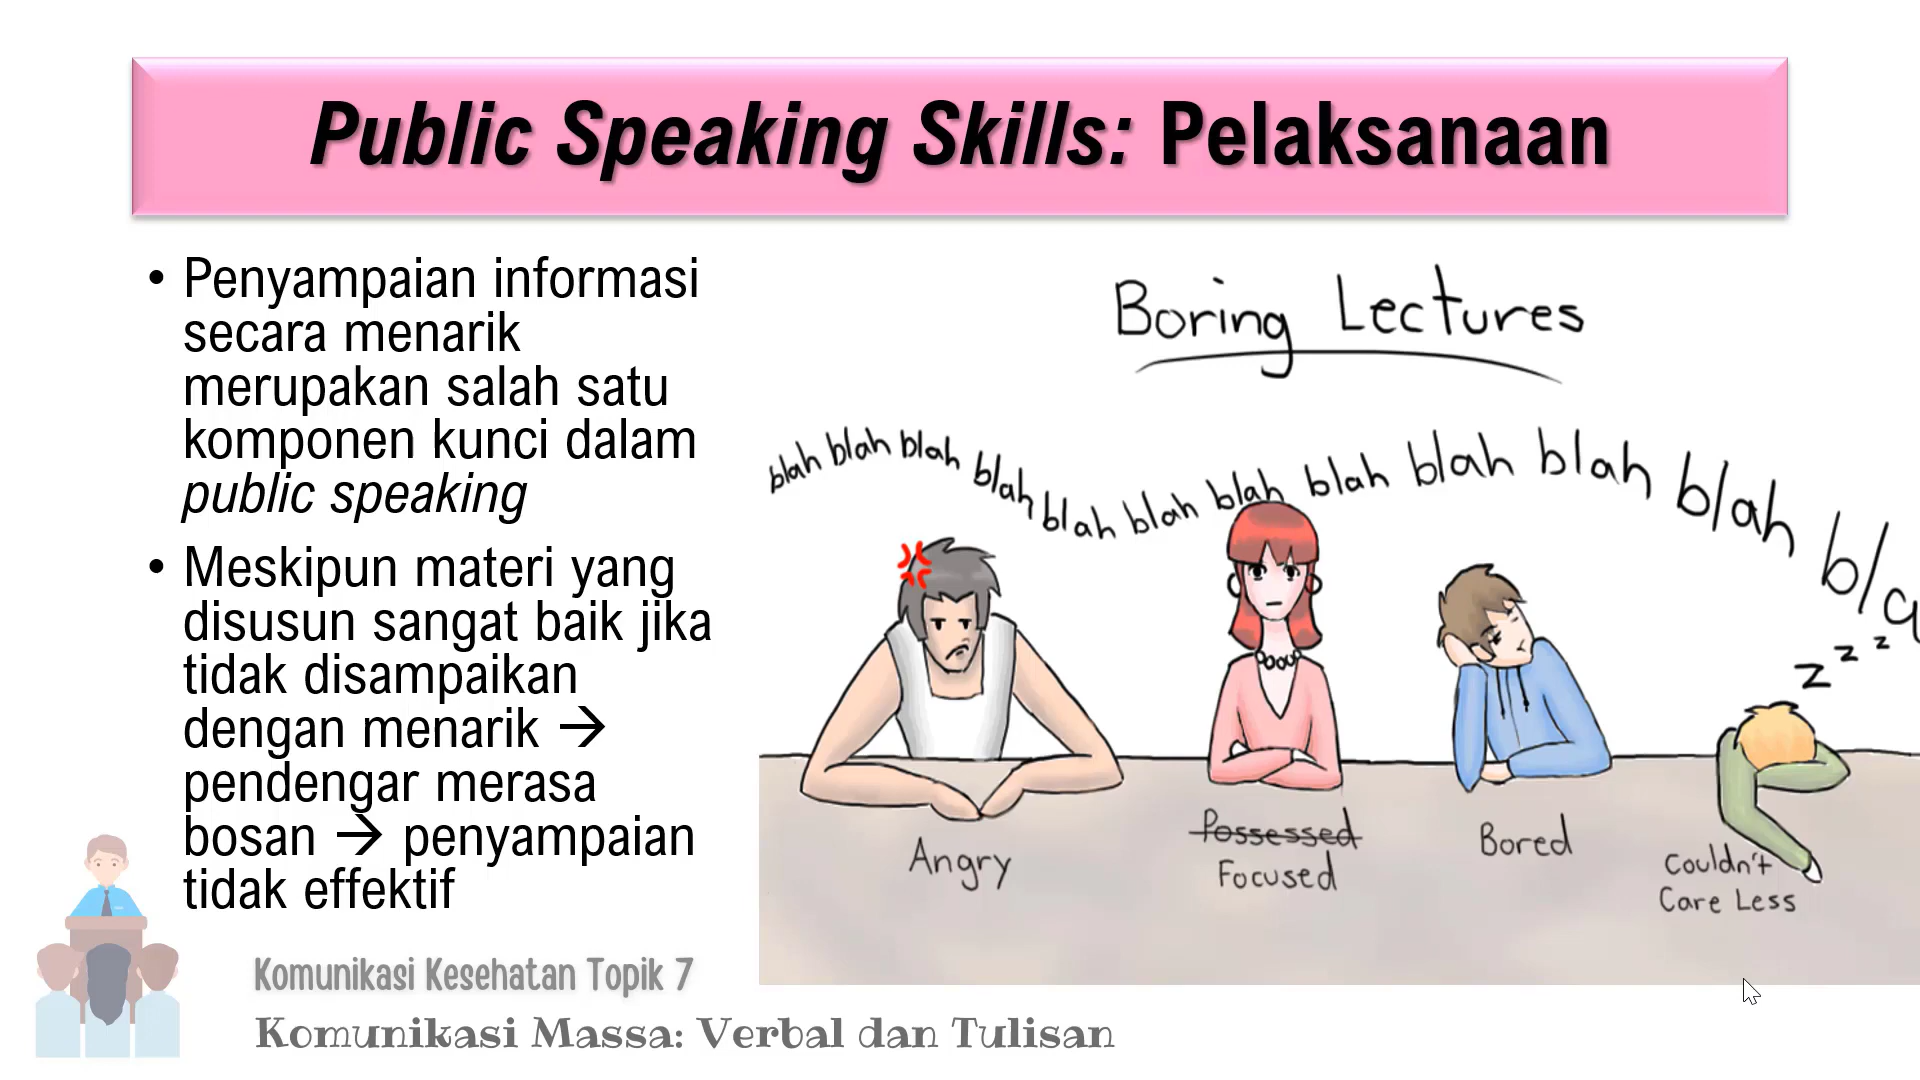 Public Speaking Skills: Pelaksanaan
• Penyampaian informasi
secara menarik
merupakan salah satu
komponen kunci dalam
public speaking
• Meskipun materi yang
disusun sangat baik jika
tidak disampaikan
dengan menarik →
pendengar merasa
bosan → penyampaian
tidak effektif
Boring Lectures
blah blah blah blah blah blah blah blah blah blah blah bla
z z z
Angry
Possessed
Focused
Bored
Couldn't
Care Less
Komunikasi Kesehatan Topik 7
Komunikasi Massa: Verbal dan Tulisan